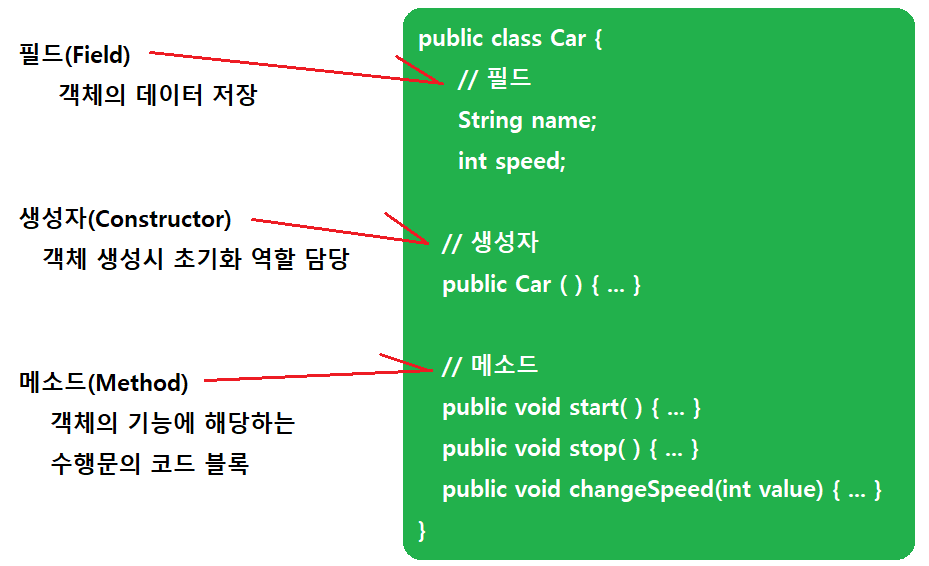 필드(Field)
객체의 데이터 저장
생성자(Constructor)
객체 생성시 초기화 역할 담당
메소드(Method)
객체의 기능에 해당하는
수행문의 코드 블록
public class Car {
// 필드
String name;
int speed;
// 생성자
public Car ( ) { ... }
// 메소드
public void start( ) { ... }
public void stop( ) { ... }
public void changeSpeed(int value) { ... }
}